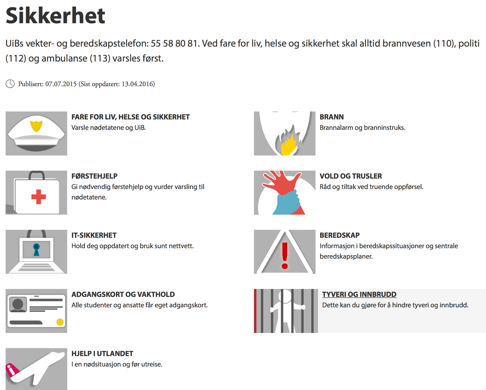 Sikkerhet
UiBs vekter- og beredskapstelefon: 55 58 80 81. Ved fare for liv, helse og sikkerhet skal alltid brannvesen (110), politi
(112) og ambulanse (113) varsles først.
Publisert: 07.07.2015 (Sist oppdatert: 13.04.2016)
FARE FOR LIV, HELSE OG SIKKERHET
Varsle nødetatene og UiB.
BRANN
Brannalarm og branninstruks.
FØRSTEHJELP
Gi nødvendig førstehjelp og vurder varsling til
nødetatene.
VOLD OG TRUSLER
Råd og tiltak ved truende oppførsel.
IT-SIKKERHET
Hold deg oppdatert og bruk sunt nettvett.
BEREDSKAP
Informasjon i beredskapssituasjoner og sentrale
beredskapsplaner.
ADGANGSKORT OG VAKTHOLD
Alle studenter og ansatte får eget adgangskort.
TYVERI OG INNBRUDD
Dette kan du gjøre for å hindre tyveri og innbrudd.
HJELP I UTLANDET
I en nødsituasjon og før utreise.